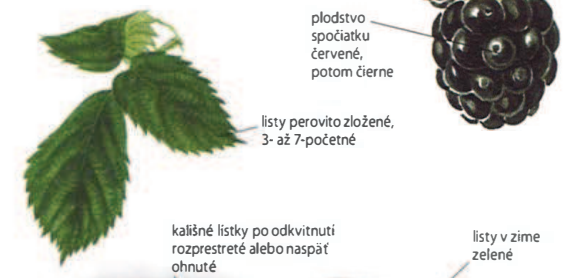 plodstvo
spočiatku
červené,
potom čierne
listy perovito zložené,
3- až 7-početné
kališné lístky po odkvitnutí
rozprestreté alebo naspäť
ohnuté
listy v zime
zelené